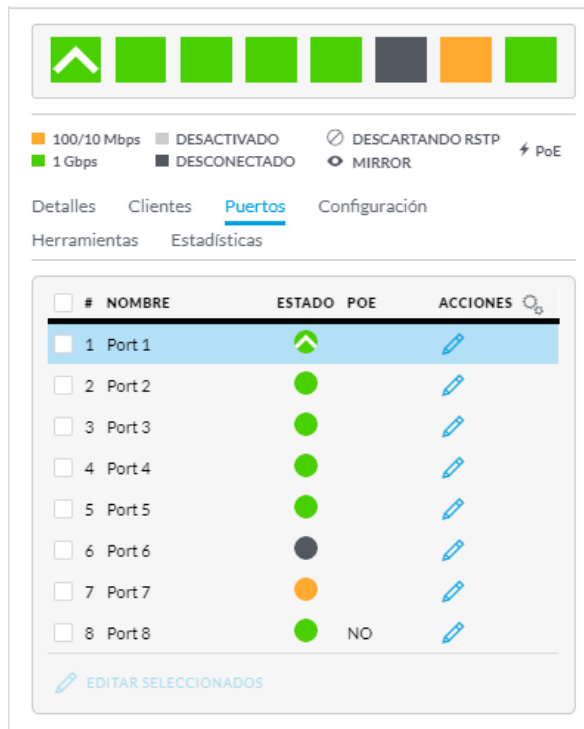 100/10 Mbps DESACTIVADO DESCARTANDO RSTP PoE
1 Gbps DESCONECTADO MIRROR
Detalles Clientes Puertos Configuración
Herramientas Estadísticas
# NOMBRE ESTADO POE ACCIONES
1 Port 1
2 Port 2
3 Port 3
4 Port 4
5 Port 5
6 Port 6
7 Port 7
8 Port 8 NO
EDITAR SELECCIONADOS